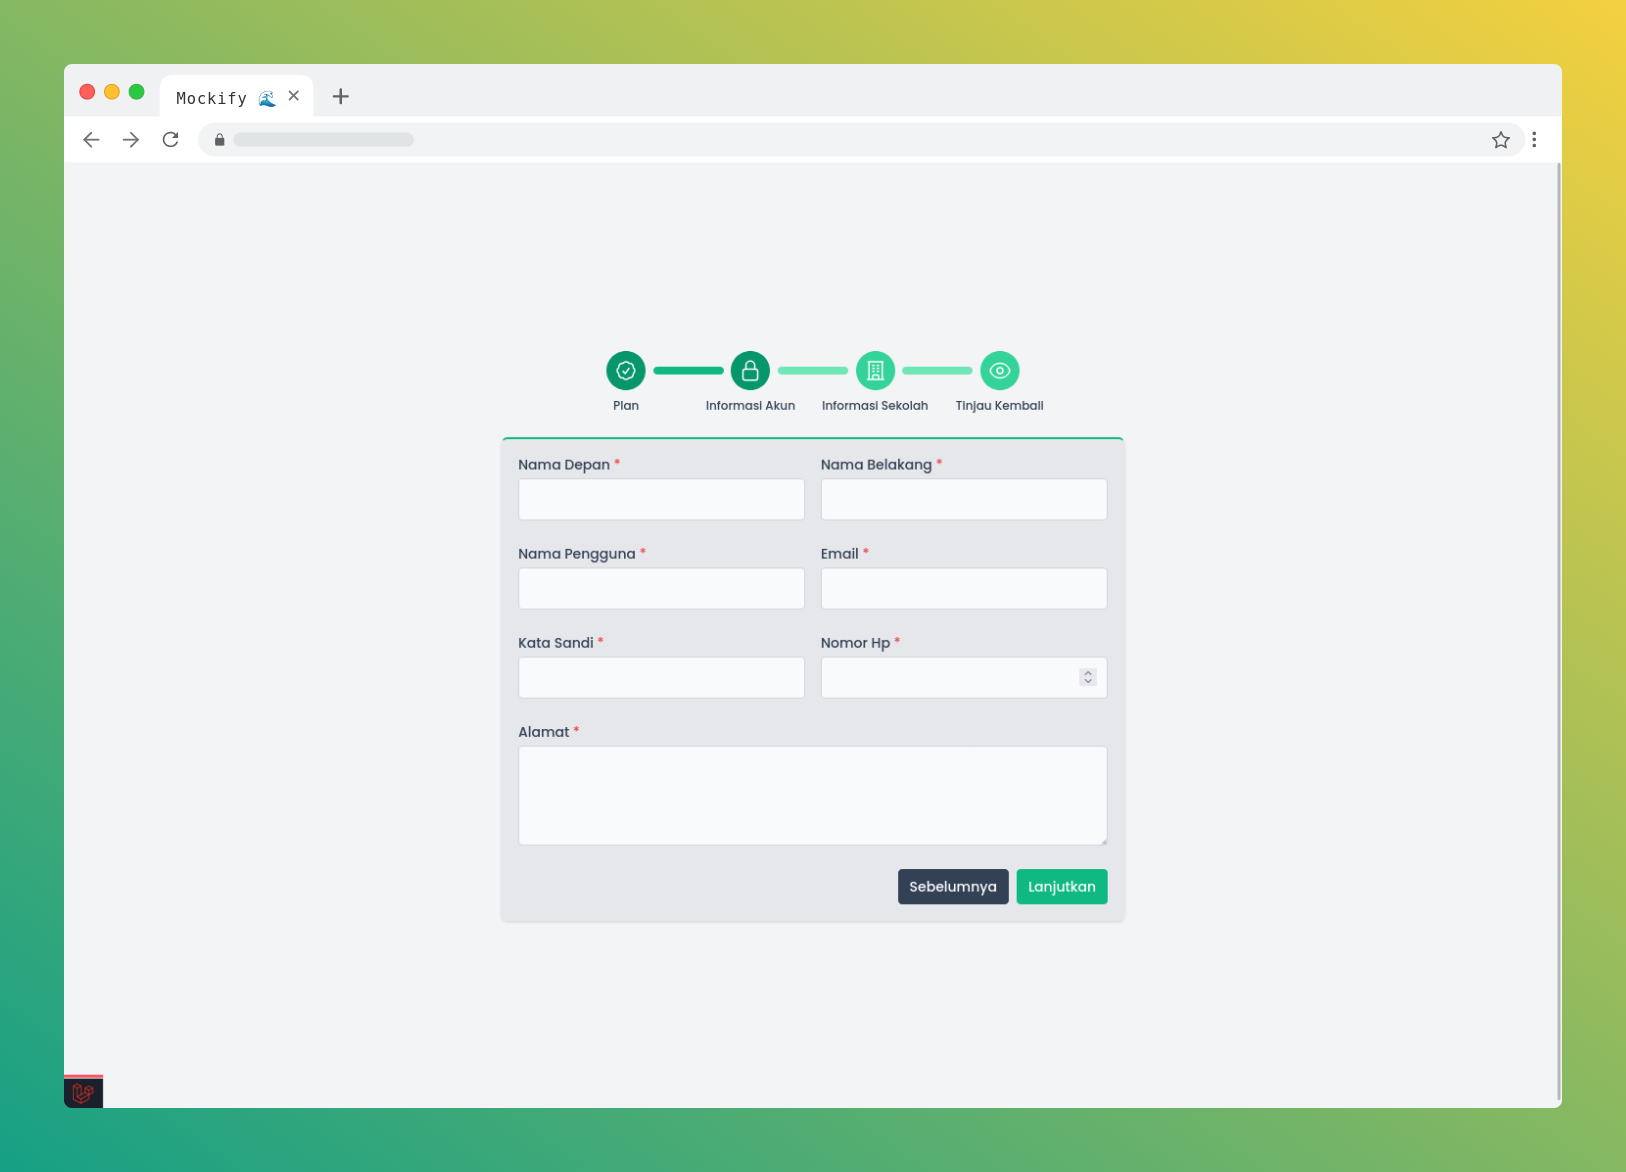 Mockify 🌊
Plan
Informasi Akun
Informasi Sekolah
Tinjau Kembali
Nama Depan *
Nama Belakang *
Nama Pengguna *
Email *
Kata Sandi *
Nomor Hp *
Alamat *
Sebelumnya
Lanjutkan